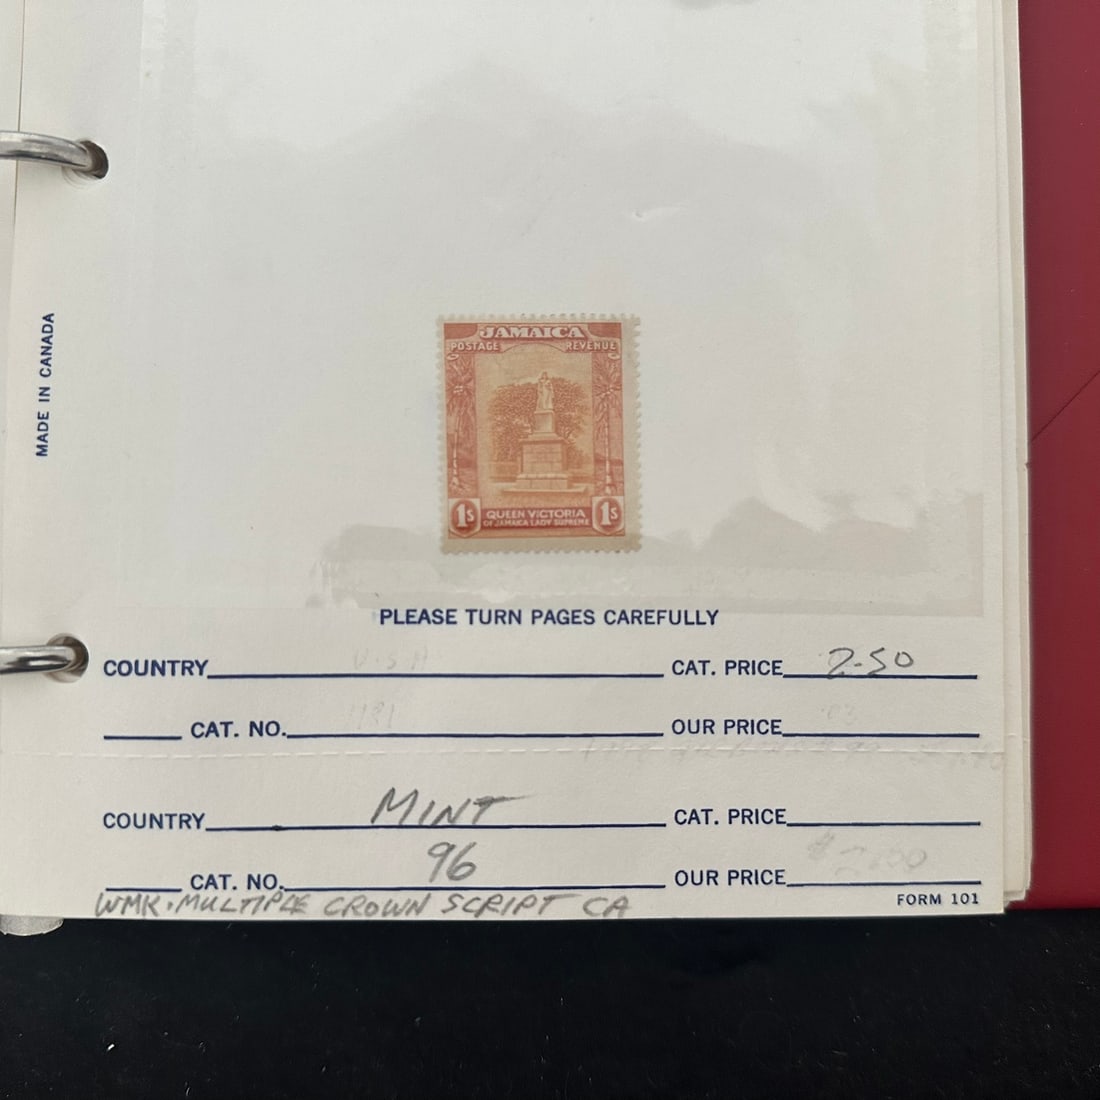 MADE IN CANADA
JAMAICA
POSTAGE REVENUE
1s QUEEN VICTORIA 1s
OF JAMAICA LADY SUPREME
PLEASE TURN PAGES CAREFULLY
COUNTRY U.S.A. CAT. PRICE 2.50
CAT. NO. OUR PRICE
COUNTRY MINT CAT. PRICE
CAT. NO. 96 OUR PRICE $2.00
WMK. MULTIPLE CROWN SCRIPT CA
FORM 101